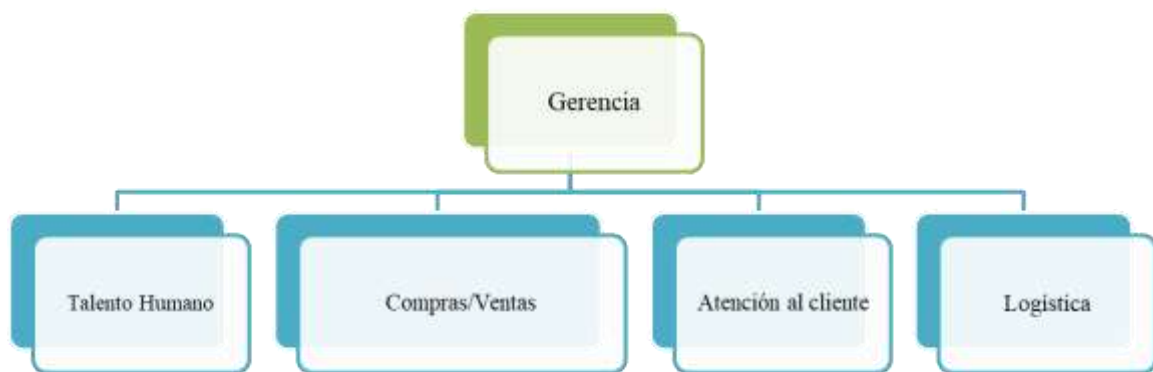 Gerencia
Talento Humano
Compras/Ventas
Atención al cliente
Logística